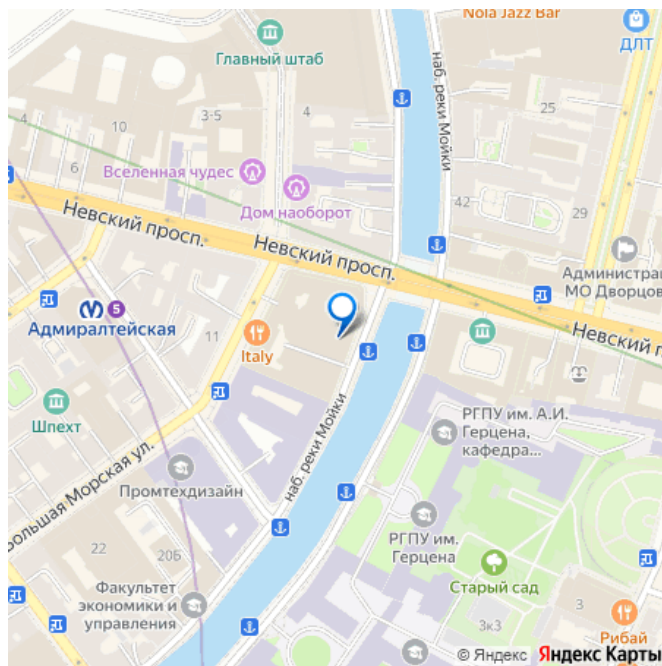 Nola Jazz Bar
ДЛТ
Главный штаб
наб. реки Мойки
3-5
4
25
4
10
6
Вселенная чудес
Дом наоборот
42
29
Невский просп.
Невский просп.
Администрац
МО Дворцов
5
Адмиралтейская
11
Italy
Невский п
Шпехт
наб. реки Мойки
РГПУ им. А.И.
Герцена,
кафедра...
Большая Морская ул.
Промтехдизайн
РГПУ им.
Герцена
22
20Б
Старый сад
Факультет
экономики и
управления
3
3к3
Рибай
© Яндекс Яндекс Карты